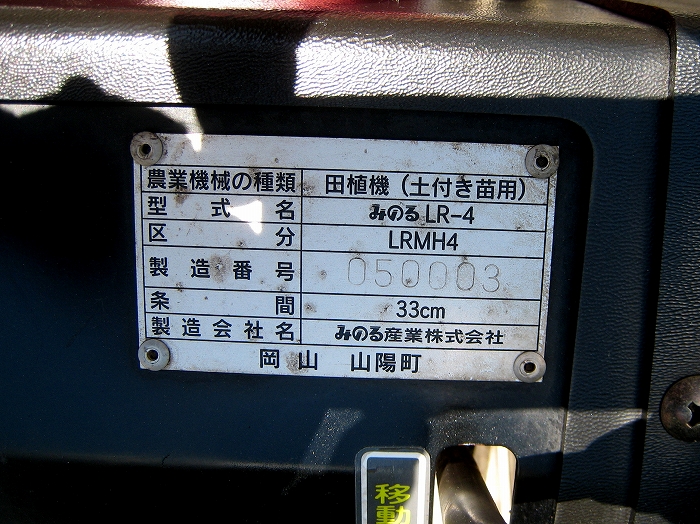 農業機械の種類 田植機（土付き苗用）
型式名 みのる LR-4
区分 LRMH4
製造番号 050003
条間 33cm
製造会社名 みのる産業株式会社
岡山 山陽町
移動